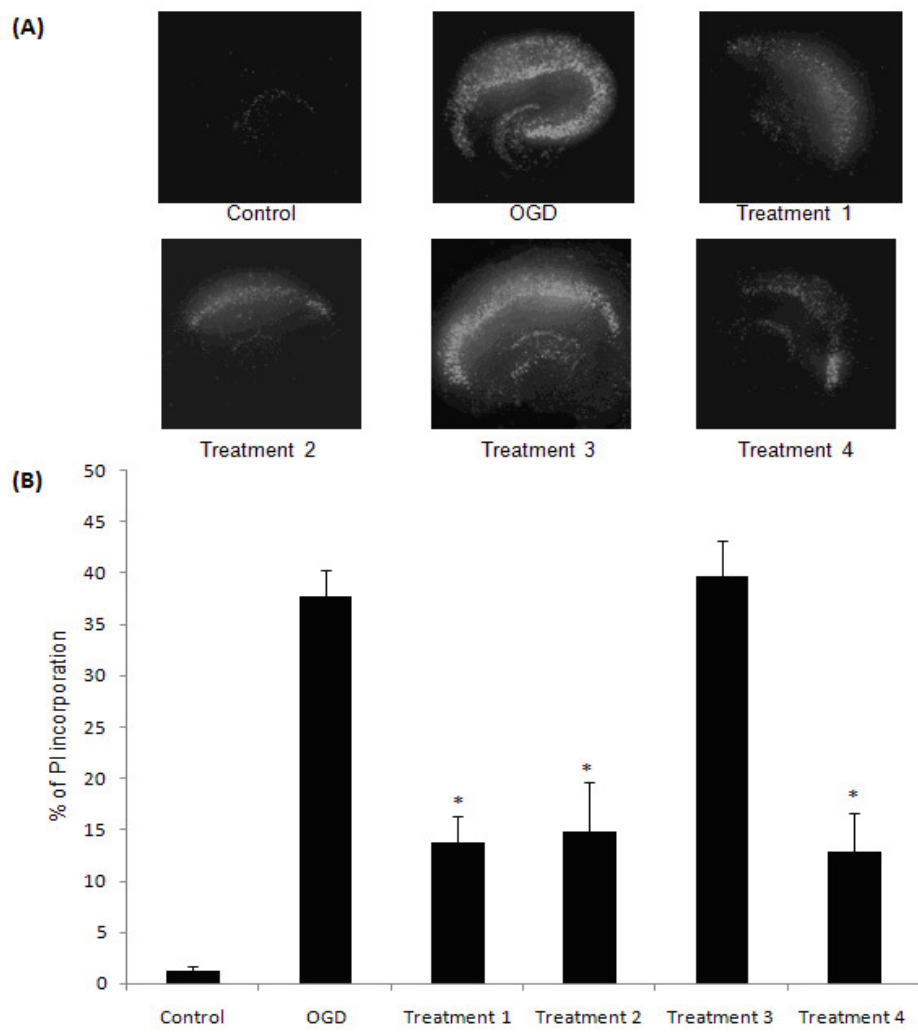 (A)
Control
OGD
Treatment 1
Treatment 2
Treatment 3
Treatment 4
(B)
% of PI incorporation
50
45
40
35
30
25
20
15
10
5
0
*
*
*
Control
OGD
Treatment 1
Treatment 2
Treatment 3
Treatment 4